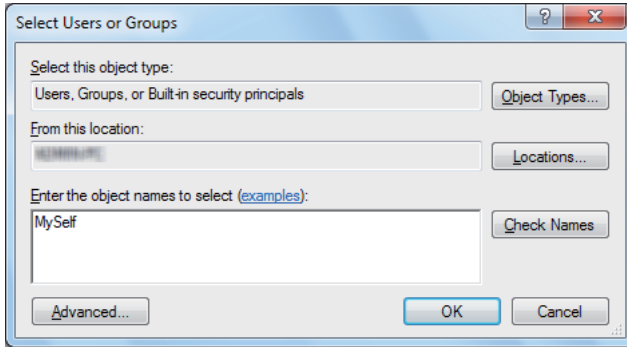 Select Users or Groups
Select this object type:
Users, Groups, or Built-in security principals
Object Types...
From this location:
Locations...
Enter the object names to select (examples):
MySelf
Check Names
Advanced...
OK
Cancel